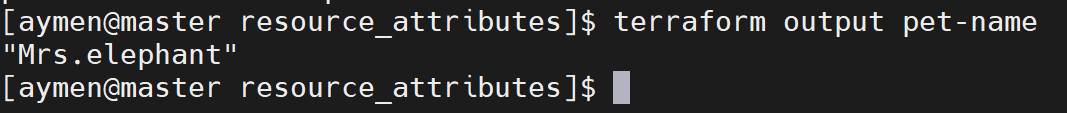 [aymen@master resource_attributes]$ terraform output pet-name
"Mrs.elephant"
[aymen@master resource_attributes]$